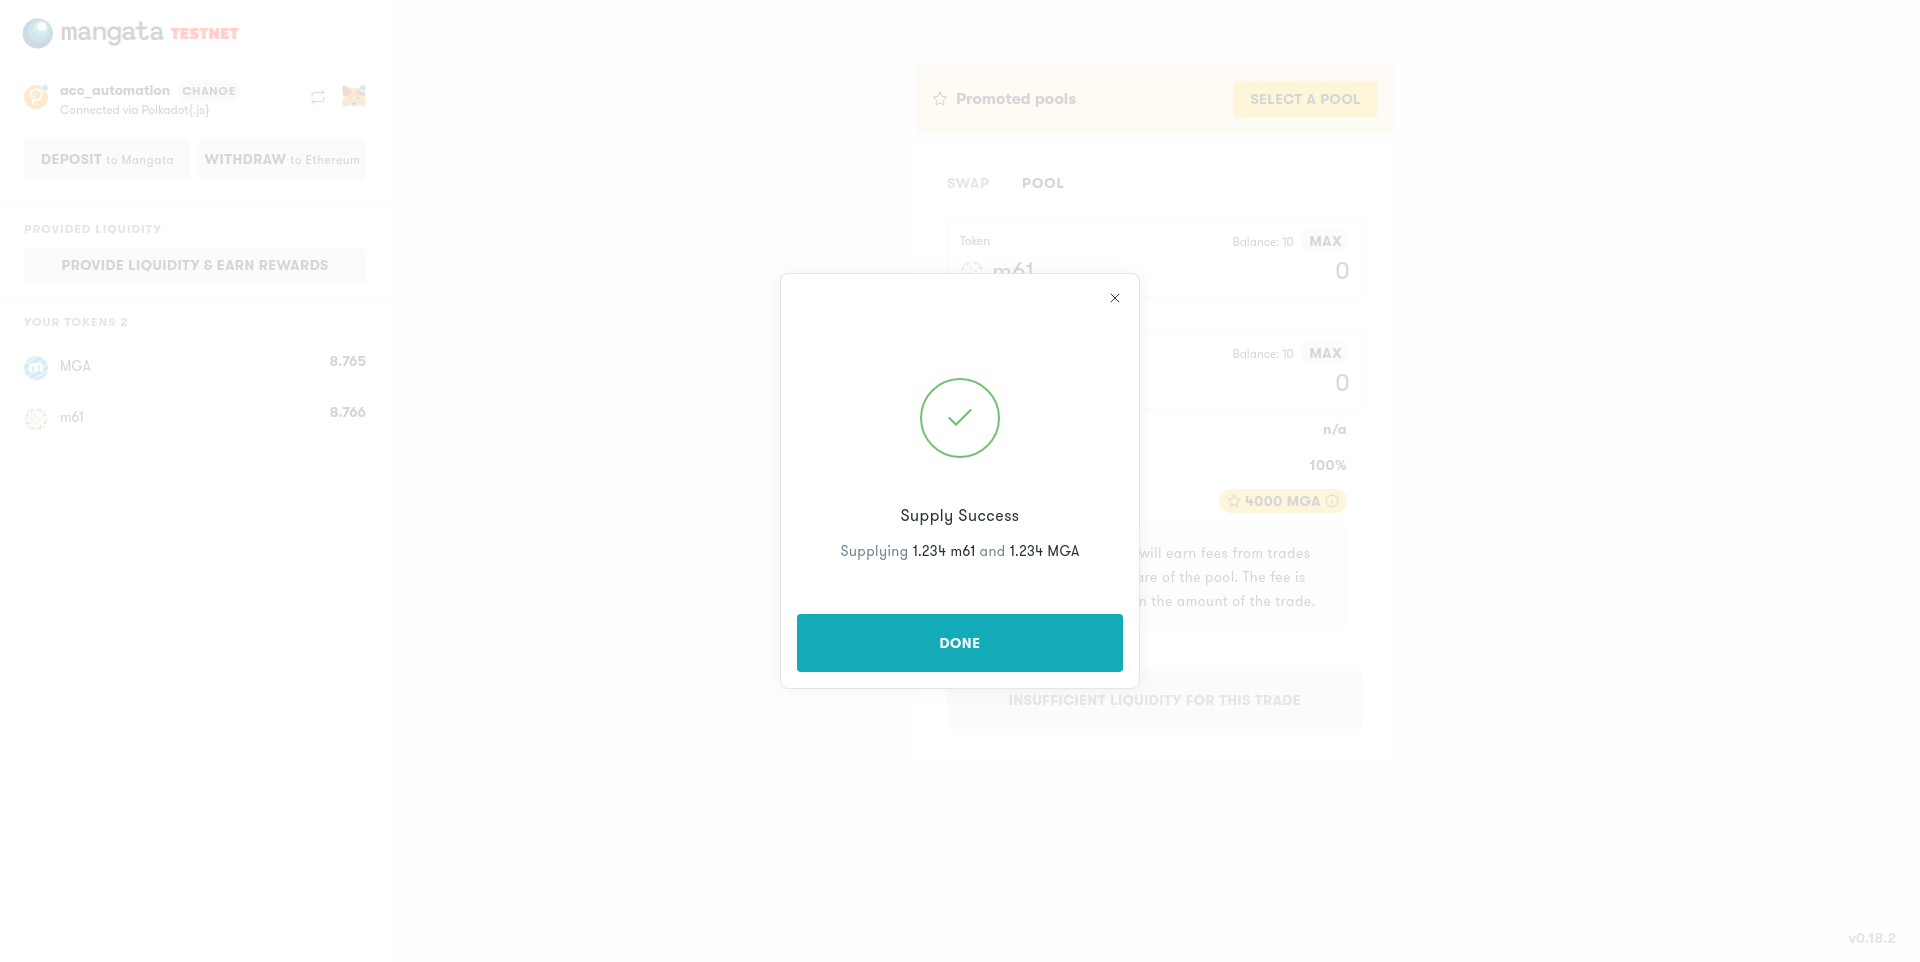 mangata TESTNET
acc_automation CHANGE
Connected via Polkadot{.js}
DEPOSIT to Mangata WITHDRAW to Ethereum
PROVIDED LIQUIDITY
PROVIDE LIQUIDITY & EARN REWARDS
YOUR TOKENS 2
MGA 8.765
m61 8.766
Promoted pools SELECT A POOL
SWAP POOL
Token Balance: 10 MAX
m61 0
Balance: 10 MAX
0
n/a
100%
4000 MGA
will earn fees from trades
of the pool. The fee is
the amount of the trade.
INSUFFICIENT LIQUIDITY FOR THIS TRADE
Supply Success
Supplying 1.234 m61 and 1.234 MGA
DONE
v0.18.2